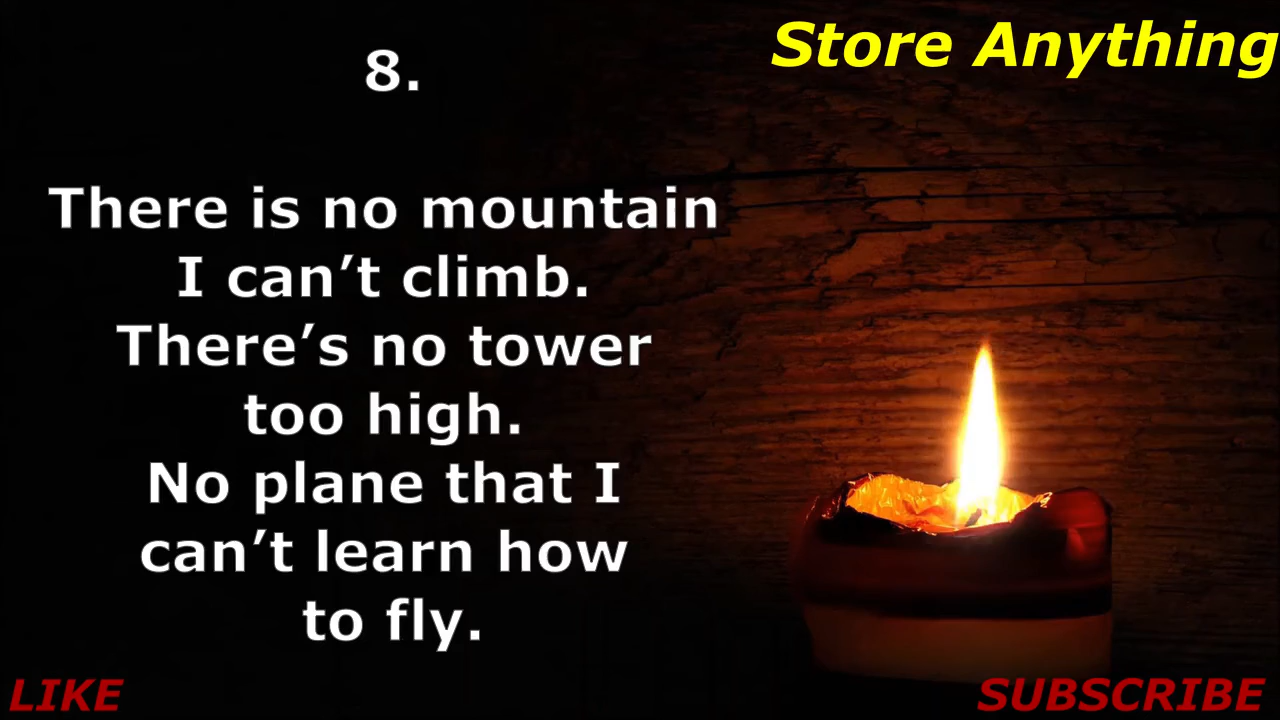 Store Anything
8.
There is no mountain
I can’t climb.
There’s no tower
too high.
No plane that I
can’t learn how
to fly.
LIKE
SUBSCRIBE